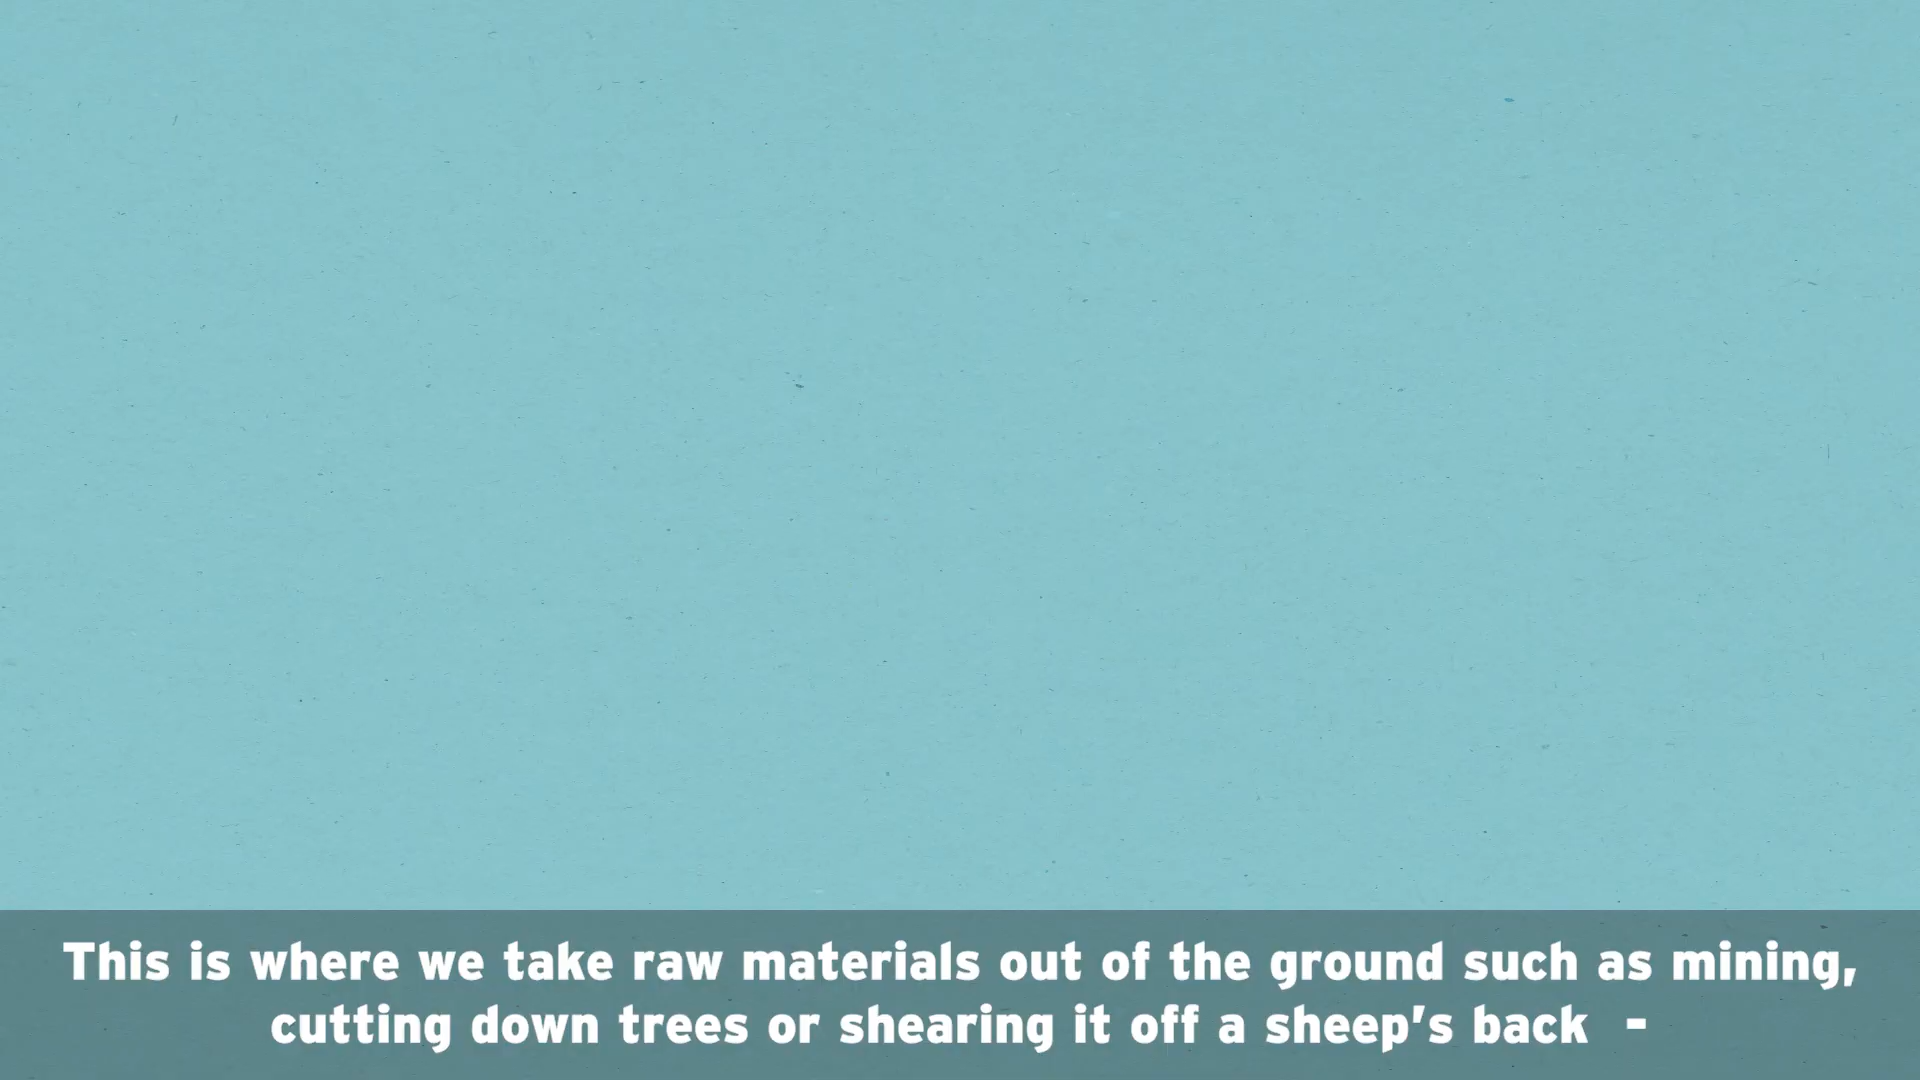 This is where we take raw materials out of the ground such as mining,
cutting down trees or shearing it off a sheep's back -